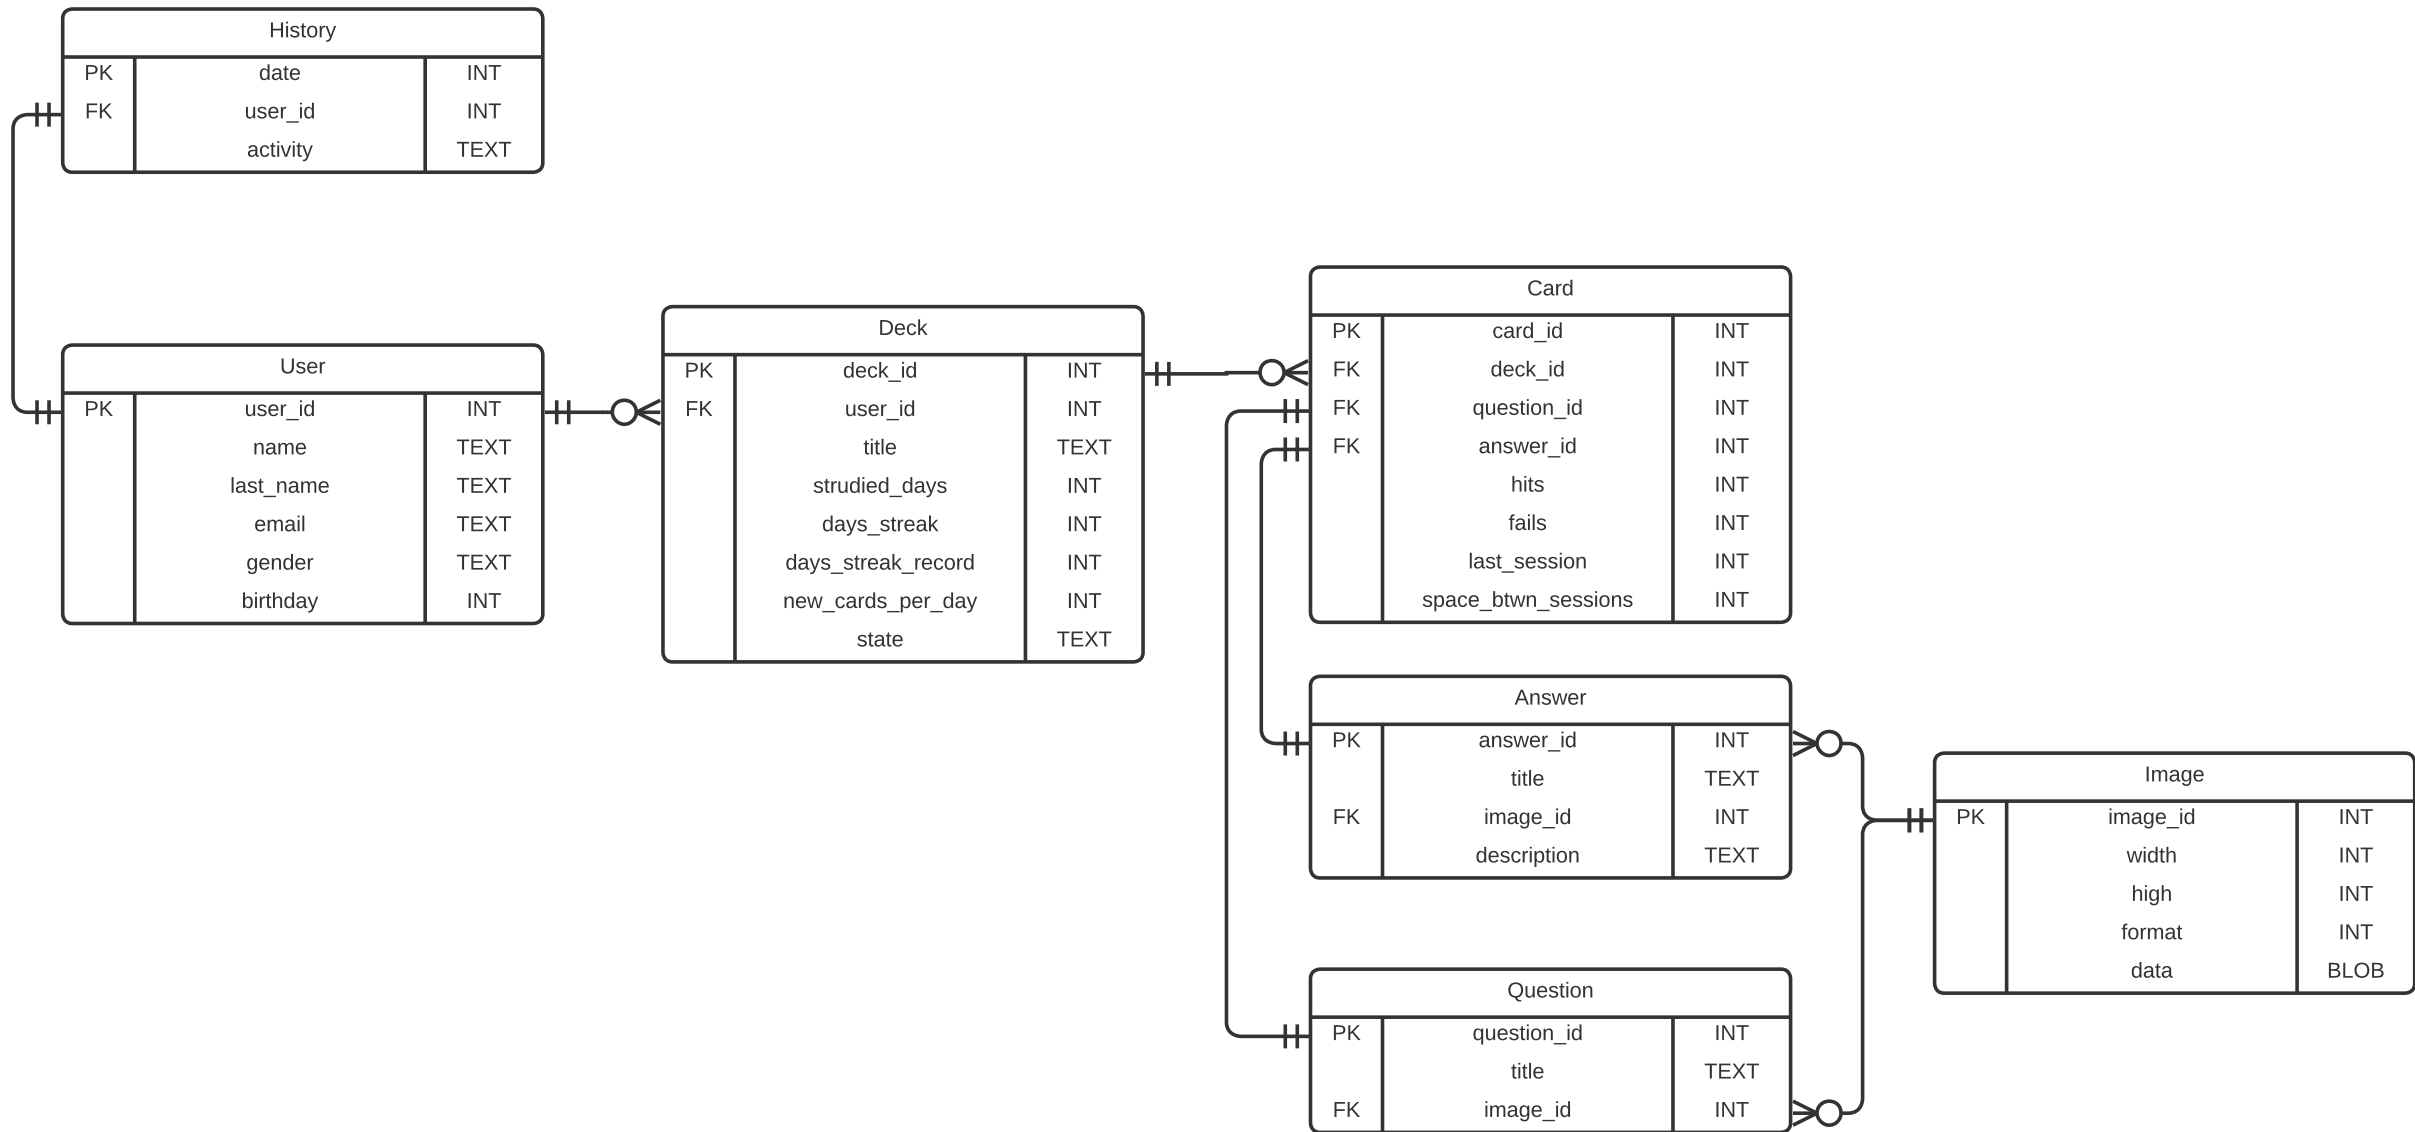 History
PK date INT
FK user_id INT
activity TEXT
User
PK user_id INT
name TEXT
last_name TEXT
email TEXT
gender TEXT
birthday INT
Deck
PK deck_id INT
FK user_id INT
title TEXT
strudied_days INT
days_streak INT
days_streak_record INT
new_cards_per_day INT
state TEXT
Card
PK card_id INT
FK deck_id INT
FK question_id INT
FK answer_id INT
hits INT
fails INT
last_session INT
space_btwn_sessions INT
Answer
PK answer_id INT
title TEXT
FK image_id INT
description TEXT
Question
PK question_id INT
title TEXT
FK image_id INT
Image
PK image_id INT
width INT
high INT
format INT
data BLOB